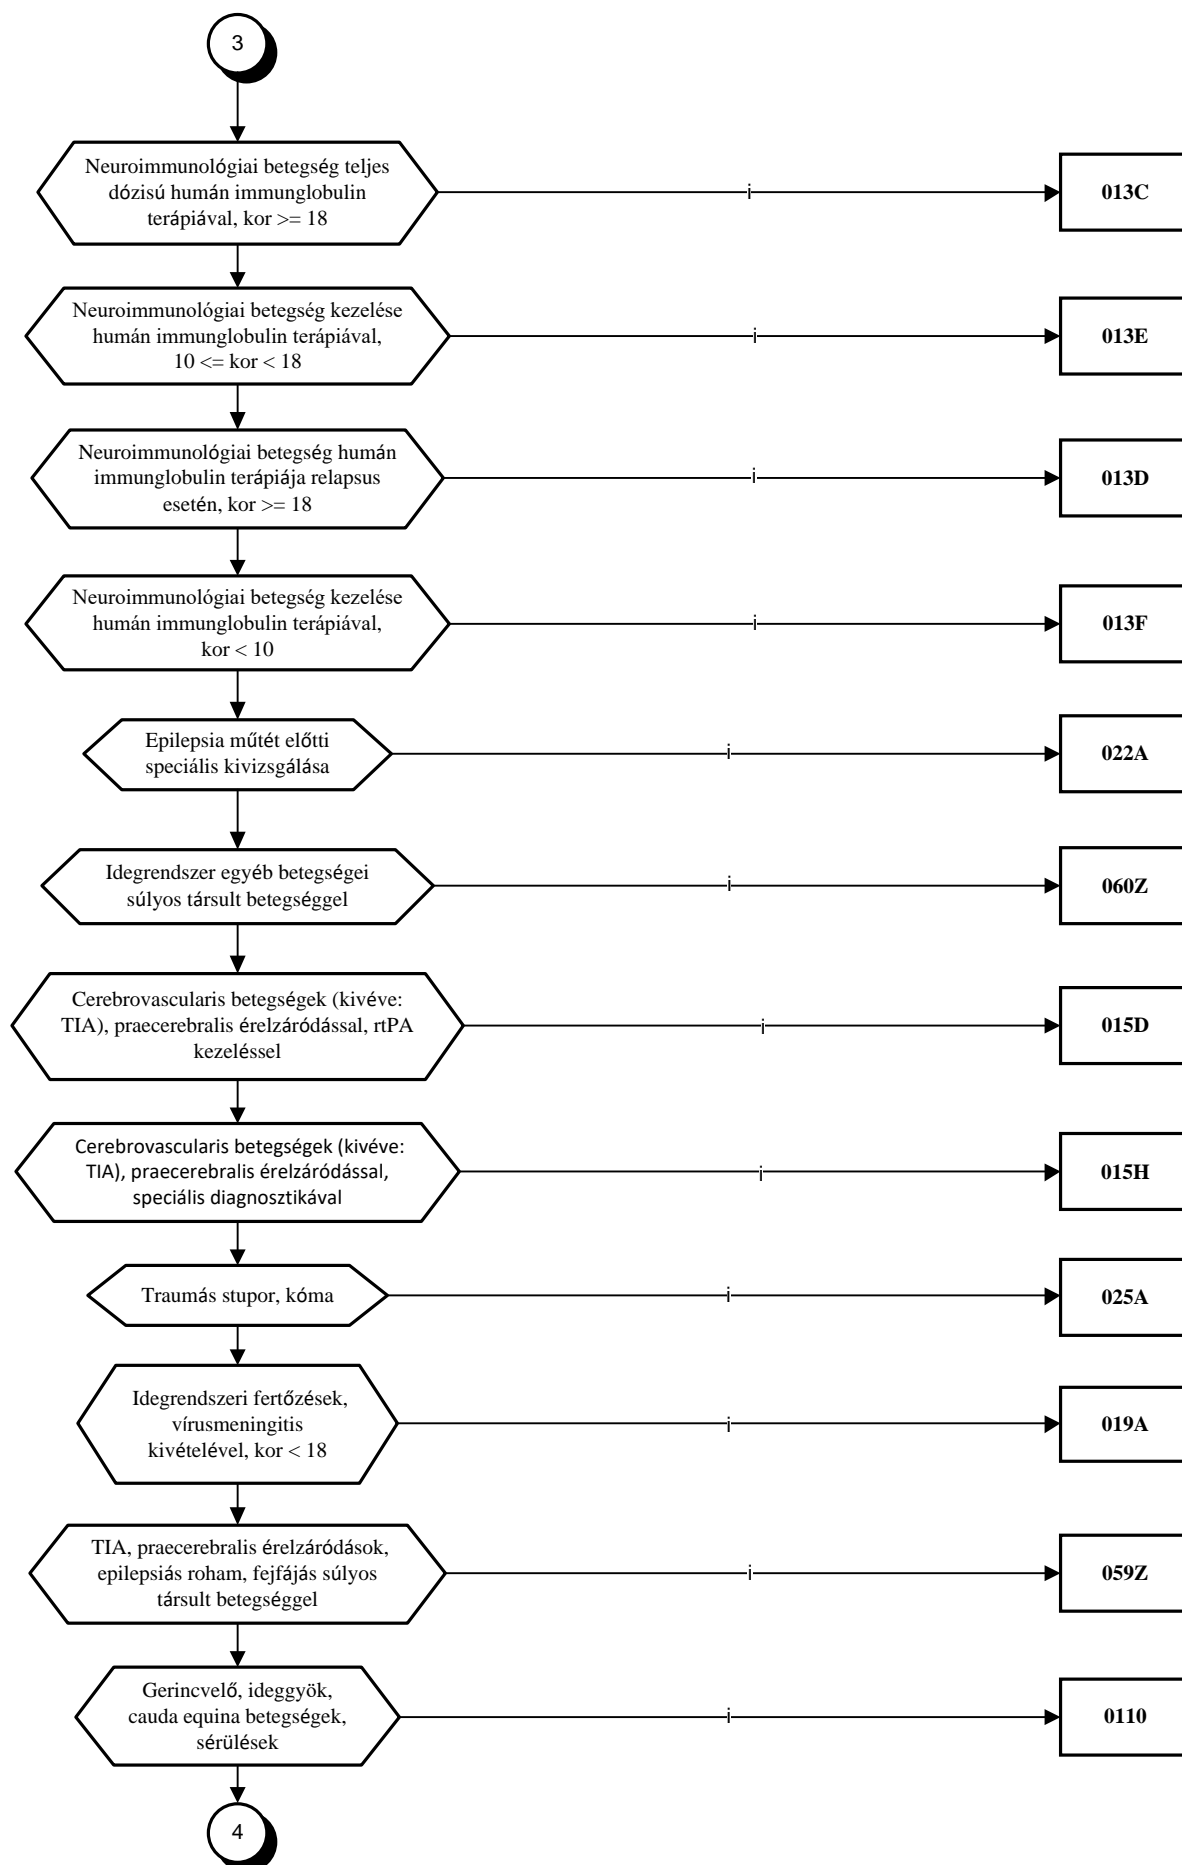 3
Neuroimmunológiai betegség teljes
dózisú humán immunglobulin
terápiával, kor >= 18
i
013C
Neuroimmunológiai betegség kezelése
humán immunglobulin terápiával,
10 <= kor < 18
i
013E
Neuroimmunológiai betegség humán
immunglobulin terápiája relapsus
esetén, kor >= 18
i
013D
Neuroimmunológiai betegség kezelése
humán immunglobulin terápiával,
kor < 10
i
013F
Epilepsia műtét előtti
speciális kivizsgálása
i
022A
Idegrendszer egyéb betegségei
súlyos társult betegséggel
i
060Z
Cerebrovascularis betegségek (kivéve:
TIA), praecerebralis érelzáródással, rtPA
kezeléssel
i
015D
Cerebrovascularis betegségek (kivéve:
TIA), praecerebralis érelzáródással,
speciális diagnosztikával
i
015H
Traumás stupor, kóma
i
025A
Idegrendszeri fertőzések,
vírusmeningitis
kivételével, kor < 18
i
019A
TIA, praecerebralis érelzáródások,
epilepsiás roham, fejfájás súlyos
társult betegséggel
i
059Z
Gerincvelő, ideggyök,
cauda equina betegségek,
sérülések
i
0110
4